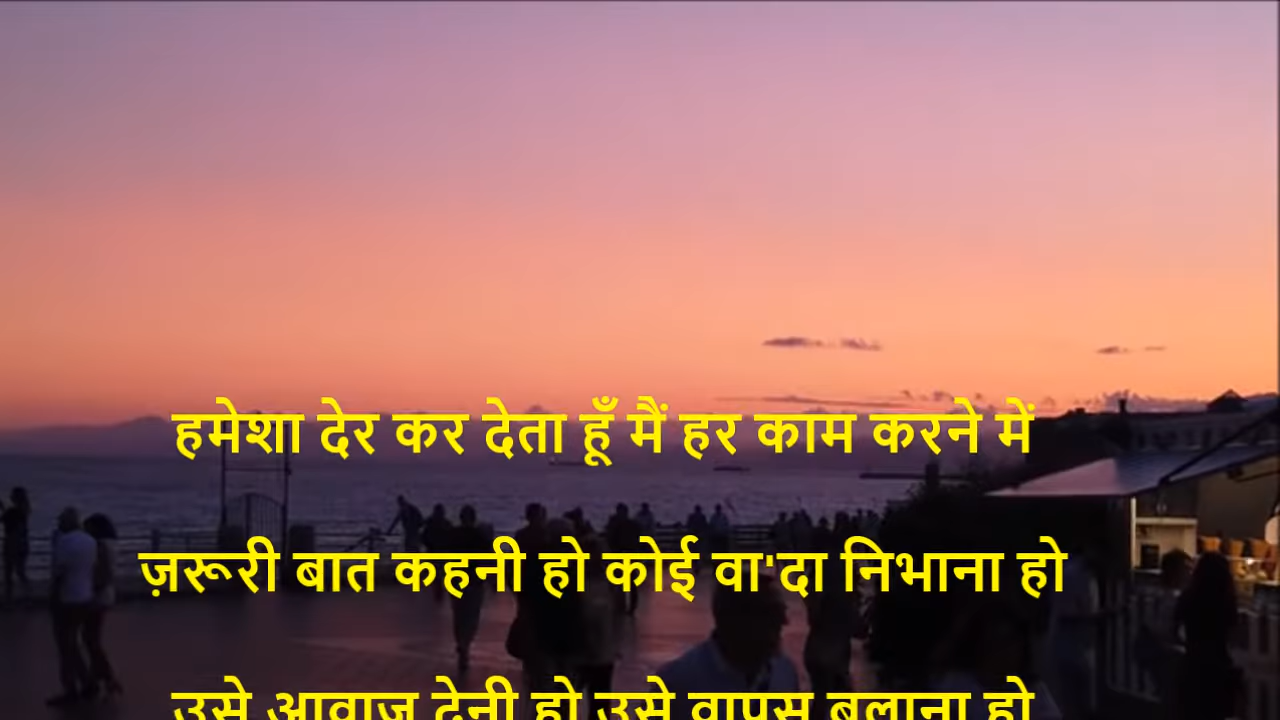 हमेशा देर कर देता हूँ मैं हर काम करने में
ज़रूरी बात कहनी हो कोई वा'दा निभाना हो
उसे आवाज़ देनी हो उसे वापस बुलाना हो